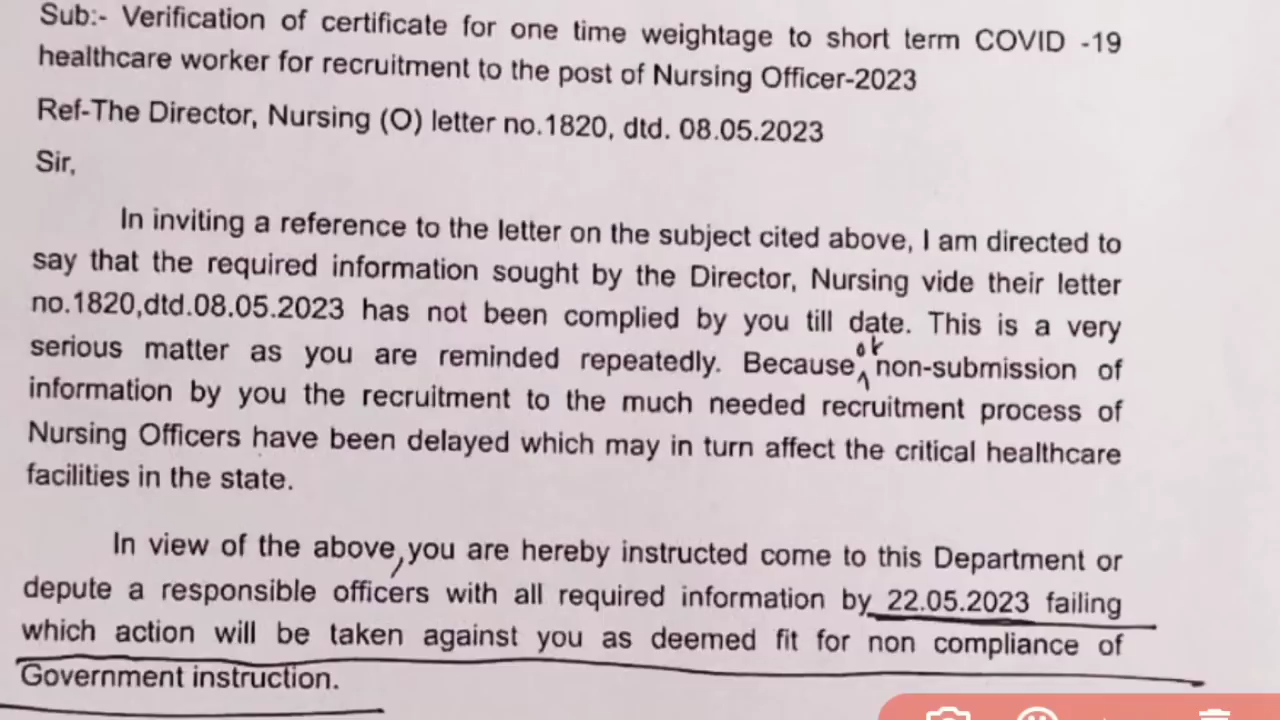 Sub:- Verification of certificate for one time weightage to short term COVID -19
healthcare worker for recruitment to the post of Nursing Officer-2023
Ref-The Director, Nursing (O) letter no.1820, dtd. 08.05.2023
Sir,
In inviting a reference to the letter on the subject cited above, I am directed to
say that the required information sought by the Director, Nursing vide their letter
no.1820,dtd.08.05.2023 has not been complied by you till date. This is a very
serious matter as you are reminded repeatedly. Because of non-submission of
information by you the recruitment to the much needed recruitment process of
Nursing Officers have been delayed which may in turn affect the critical healthcare
facilities in the state.
In view of the above, you are hereby instructed come to this Department or
depute a responsible officers with all required information by 22.05.2023 failing
which action will be taken against you as deemed fit for non compliance of
Government instruction.